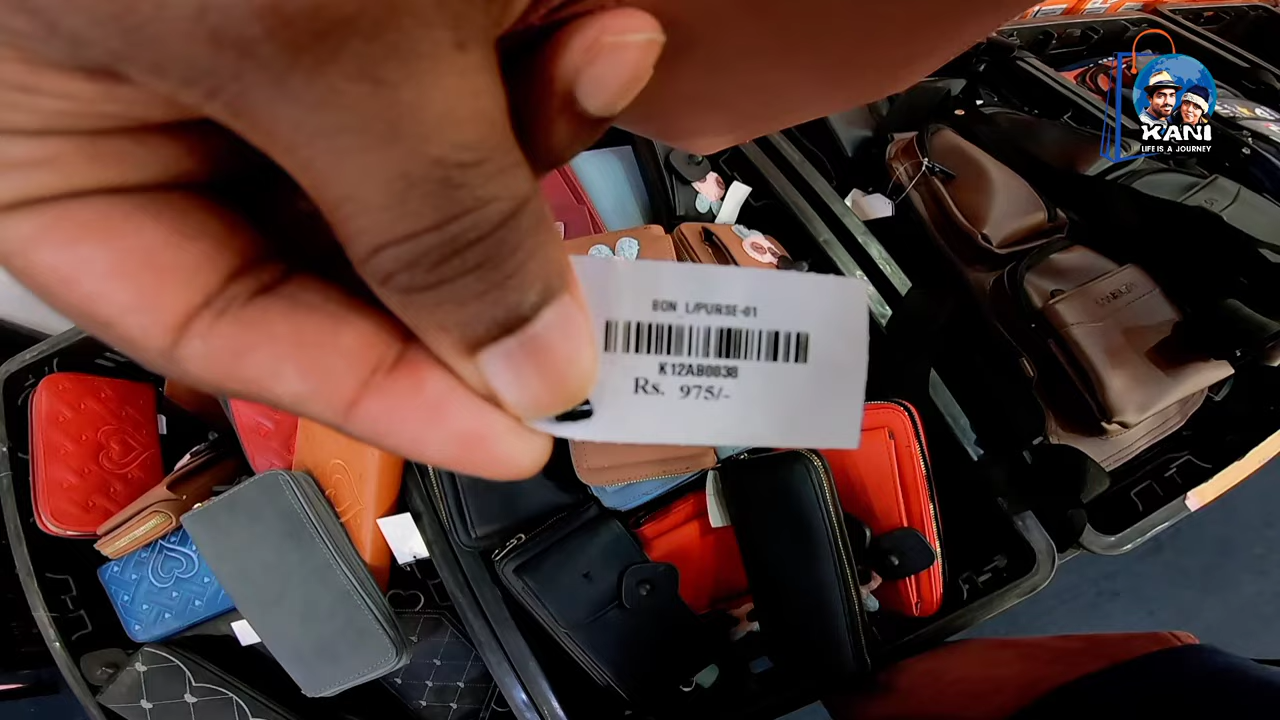 KANI
LIFE IS A JOURNEY
BON_L/PURSE-01
K12AB0038
Rs. 975/-